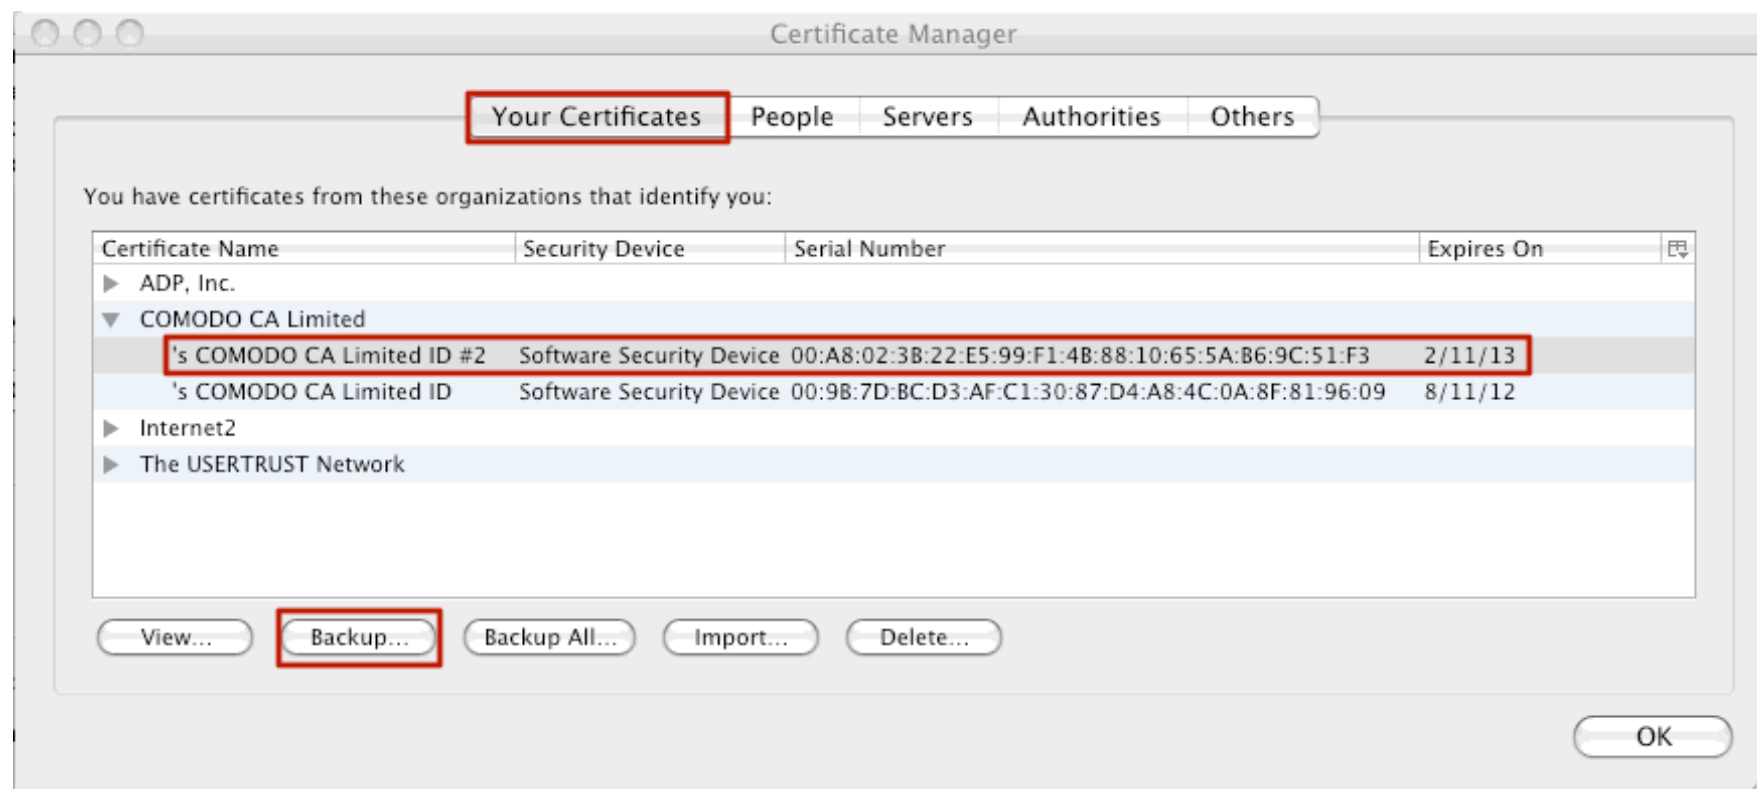 Certificate Manager
Your Certificates People Servers Authorities Others
You have certificates from these organizations that identify you:
Certificate Name Security Device Serial Number Expires On
ADP, Inc.
COMODO CA Limited
's COMODO CA Limited ID #2 Software Security Device 00:A8:02:3B:22:E5:99:F1:4B:88:10:65:5A:B6:9C:51:F3 2/11/13
's COMODO CA Limited ID Software Security Device 00:9B:7D:BC:D3:AF:C1:30:87:D4:A8:4C:0A:8F:81:96:09 8/11/12
Internet2
The USERTRUST Network
View... Backup... Backup All... Import... Delete...
OK